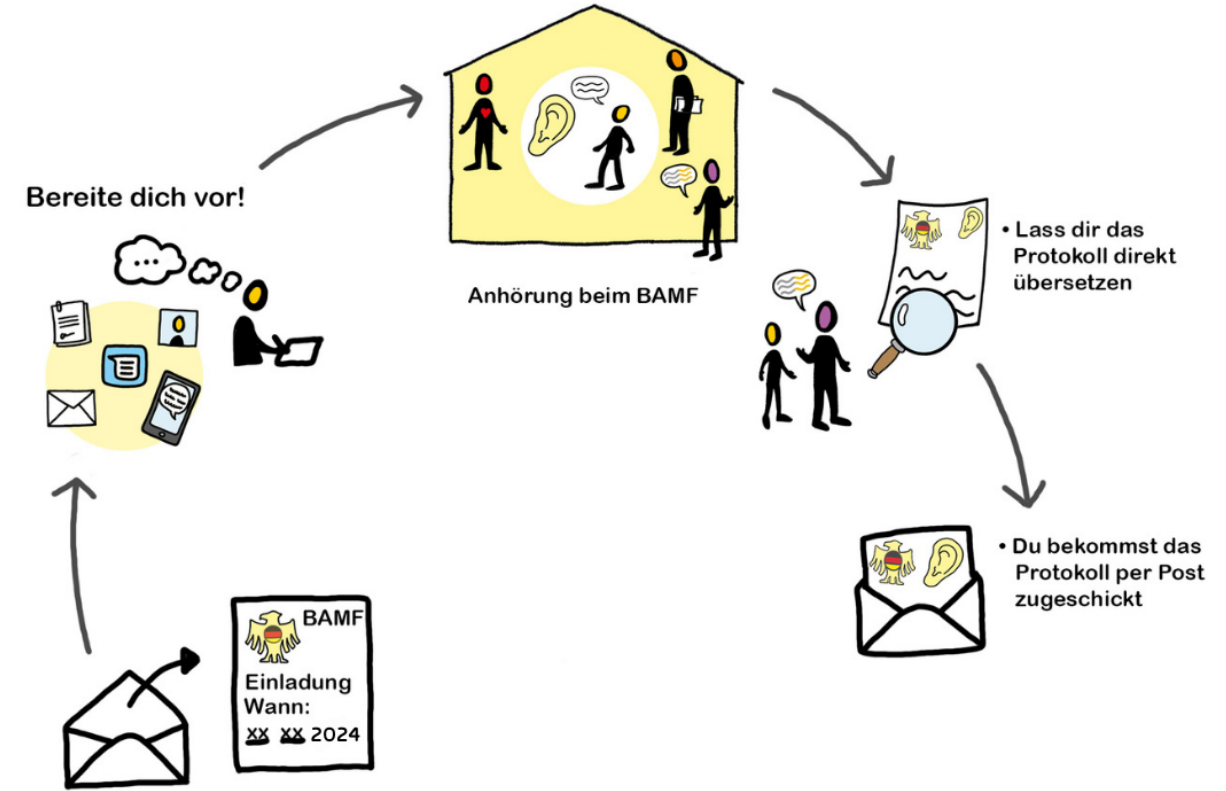 Bereite dich vor!
Anhörung beim BAMF
• Lass dir das
Protokoll direkt
übersetzen
• Du bekommst das
Protokoll per Post
zugeschickt
BAMF
Einladung
Wann:
XX XX 2024